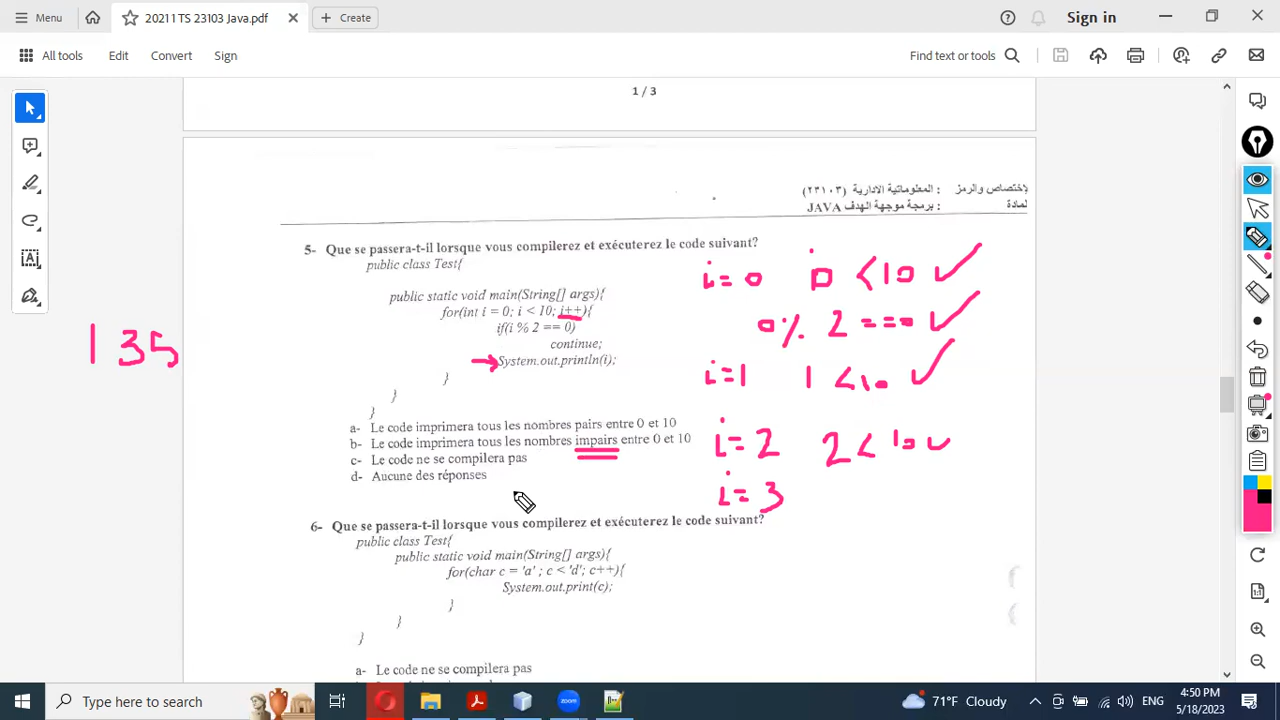 Menu
20211 TS 23103 Java.pdf
Create
Sign in
All tools
Edit
Convert
Sign
Find text or tools
1 / 3
لإختصاص والرمز : المعلوماتية الادارية (٢٣١٠٣)
لمادة : برمجة موجهة الهدف JAVA
5- Que se passera-t-il lorsque vous compilerez et exécuterez le code suivant?
public class Test{
public static void main(String[] args){
for(int i = 0; i < 10; i++){
if(i % 2 == 0)
continue;
System.out.println(i);
}
}
}
a- Le code imprimera tous les nombres pairs entre 0 et 10
b- Le code imprimera tous les nombres impairs entre 0 et 10
c- Le code ne se compilera pas
d- Aucune des réponses
1 3 5
i = 0 0 < 10 ✓
0 % 2 == 0 ✓
i = 1 1 < 10 ✓
i = 2 2 < 10 ✓
i = 3
6- Que se passera-t-il lorsque vous compilerez et exécuterez le code suivant?
public class Test{
public static void main(String[] args){
for(char c = 'a' ; c < 'd'; c++){
System.out.print(c);
}
}
}
a- Le code ne se compilera pas
Type here to search
71°F Cloudy
ENG
4:50 PM
5/18/2023